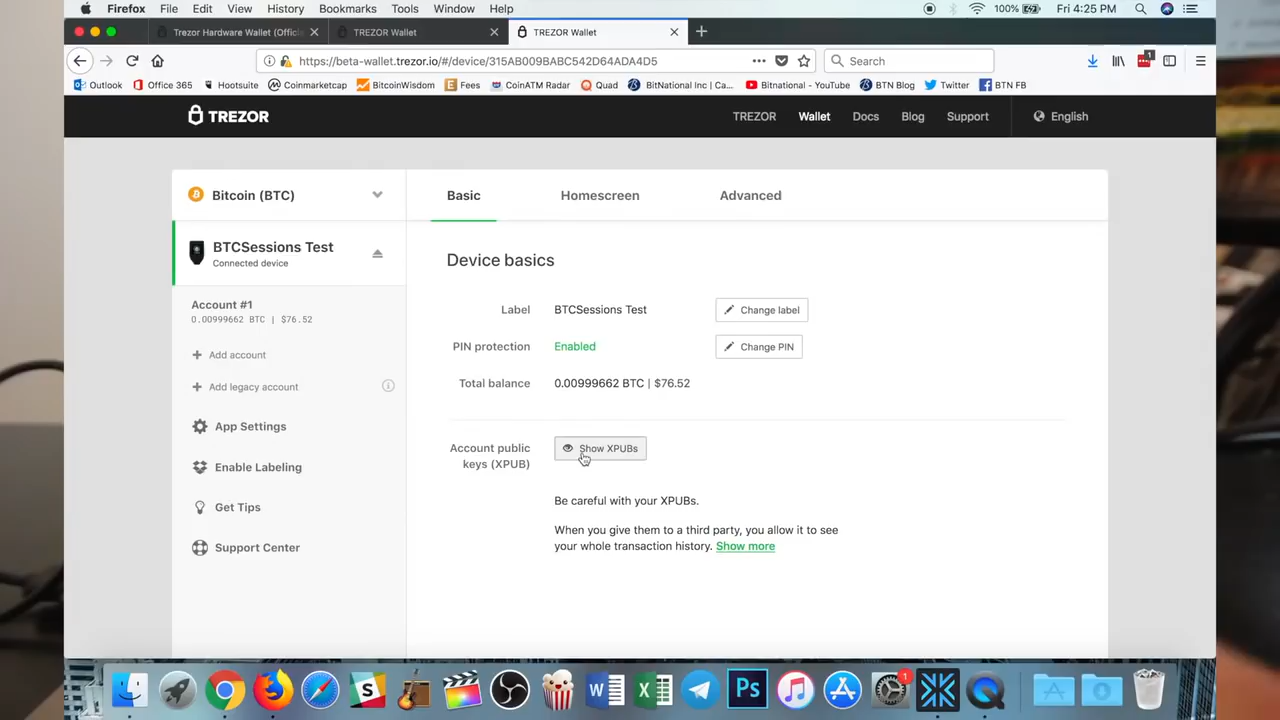 Firefox File Edit View History Bookmarks Tools Window Help 100% Fri 4:25 PM
Trezor Hardware Wallet (Offici TREZOR Wallet TREZOR Wallet
https://beta-wallet.trezor.io/#/device/315AB009BABC542D64ADA4D5 Search
Outlook Office 365 Hootsuite Coinmarketcap BitcoinWisdom Fees CoinATM Radar Quad BitNational Inc | Ca... Bitnational - YouTube BTN Blog Twitter BTN FB
TREZOR TREZOR Wallet Docs Blog Support English
Bitcoin (BTC) Basic Homescreen Advanced
BTCSessions Test
Connected device
Account #1
0.00999662 BTC | $76.52
Add account
Add legacy account
App Settings
Enable Labeling
Get Tips
Support Center
Device basics
Label BTCSessions Test Change label
PIN protection Enabled Change PIN
Total balance 0.00999662 BTC | $76.52
Account public
keys (XPUB)
Show XPUBs
Be careful with your XPUBs.
When you give them to a third party, you allow it to see
your whole transaction history. Show more
W X Ps 1